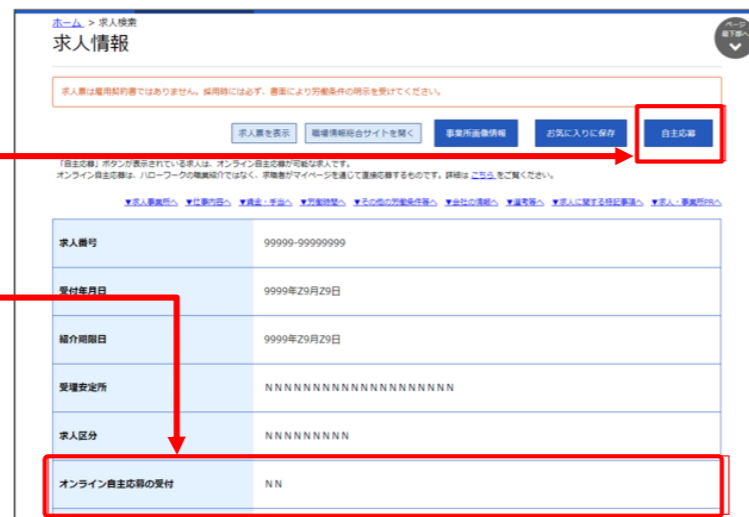 ホーム > 求人検索
求人情報
ページ
最下部へ
求人票は雇用契約書ではありません。採用時には必ず、書面により労働条件の明示を受けてください。
求人票を表示 職場情報総合サイトを開く 事業所画像情報 お気に入りに保存 自主応募
「自主応募」ボタンが表示されている求人は、オンライン自主応募が可能な求人です。
オンライン自主応募は、ハローワークの職業紹介ではなく、求職者がマイページを通じて直接応募するものです。詳細は こちら をご覧ください。
▼求人事業所へ ▼仕事内容へ ▼賃金・手当へ ▼労働時間へ ▼その他の労働条件等へ ▼会社の情報へ ▼選考等へ ▼求人に関する特記事項へ ▼求人・事業所PRへ
求人番号 99999-99999999
受付年月日 9999年Z9月Z9日
紹介期限日 9999年Z9月Z9日
受理安定所 ＮＮＮＮＮＮＮＮＮＮＮＮＮＮＮＮＮＮＮＮ
求人区分 ＮＮＮＮＮＮＮＮＮ
オンライン自主応募の受付 ＮＮ